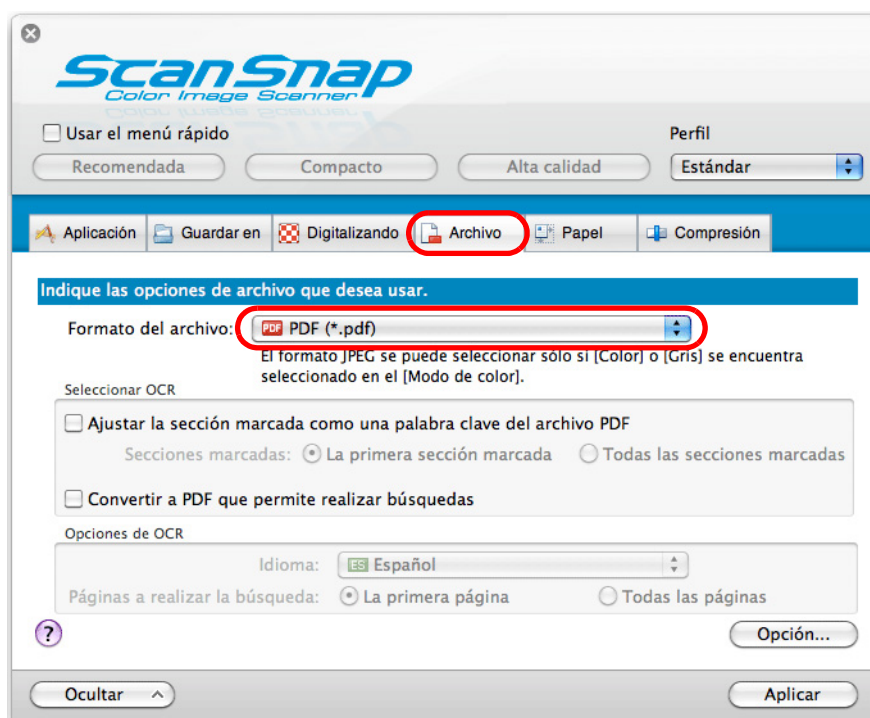 ScanSnap
Color Image Scanner
Usar el menú rápido
Perfil
Recomendada Compacto Alta calidad Estándar
Aplicación Guardar en Digitalizando Archivo Papel Compresión
Indique las opciones de archivo que desea usar.
Formato del archivo: PDF PDF (*.pdf)
El formato JPEG se puede seleccionar sólo si [Color] o [Gris] se encuentra
seleccionado en el [Modo de color].
Seleccionar OCR
Ajustar la sección marcada como una palabra clave del archivo PDF
Secciones marcadas: La primera sección marcada Todas las secciones marcadas
Convertir a PDF que permite realizar búsquedas
Opciones de OCR
Idioma: ES Español
Páginas a realizar la búsqueda: La primera página Todas las páginas
? Opción...
Ocultar Aplicar